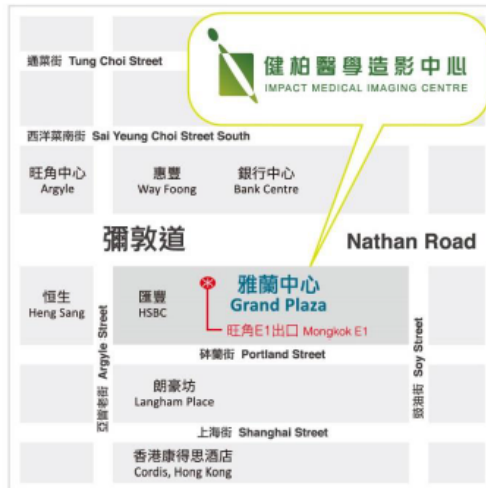 健柏醫學造影中心
IMPACT MEDICAL IMAGING CENTRE
通菜街 Tung Choi Street
西洋菜南街 Sai Yeung Choi Street South
旺角中心
Argyle
惠豐
Way Foong
銀行中心
Bank Centre
彌敦道
Nathan Road
恒生
Heng Sang
匯豐
HSBC
雅蘭中心
Grand Plaza
旺角E1出口 Mongkok E1
亞皆老街 Argyle Street
豉油街 Soy Street
砵蘭街 Portland Street
朗豪坊
Langham Place
上海街 Shanghai Street
香港康得思酒店
Cordis, Hong Kong